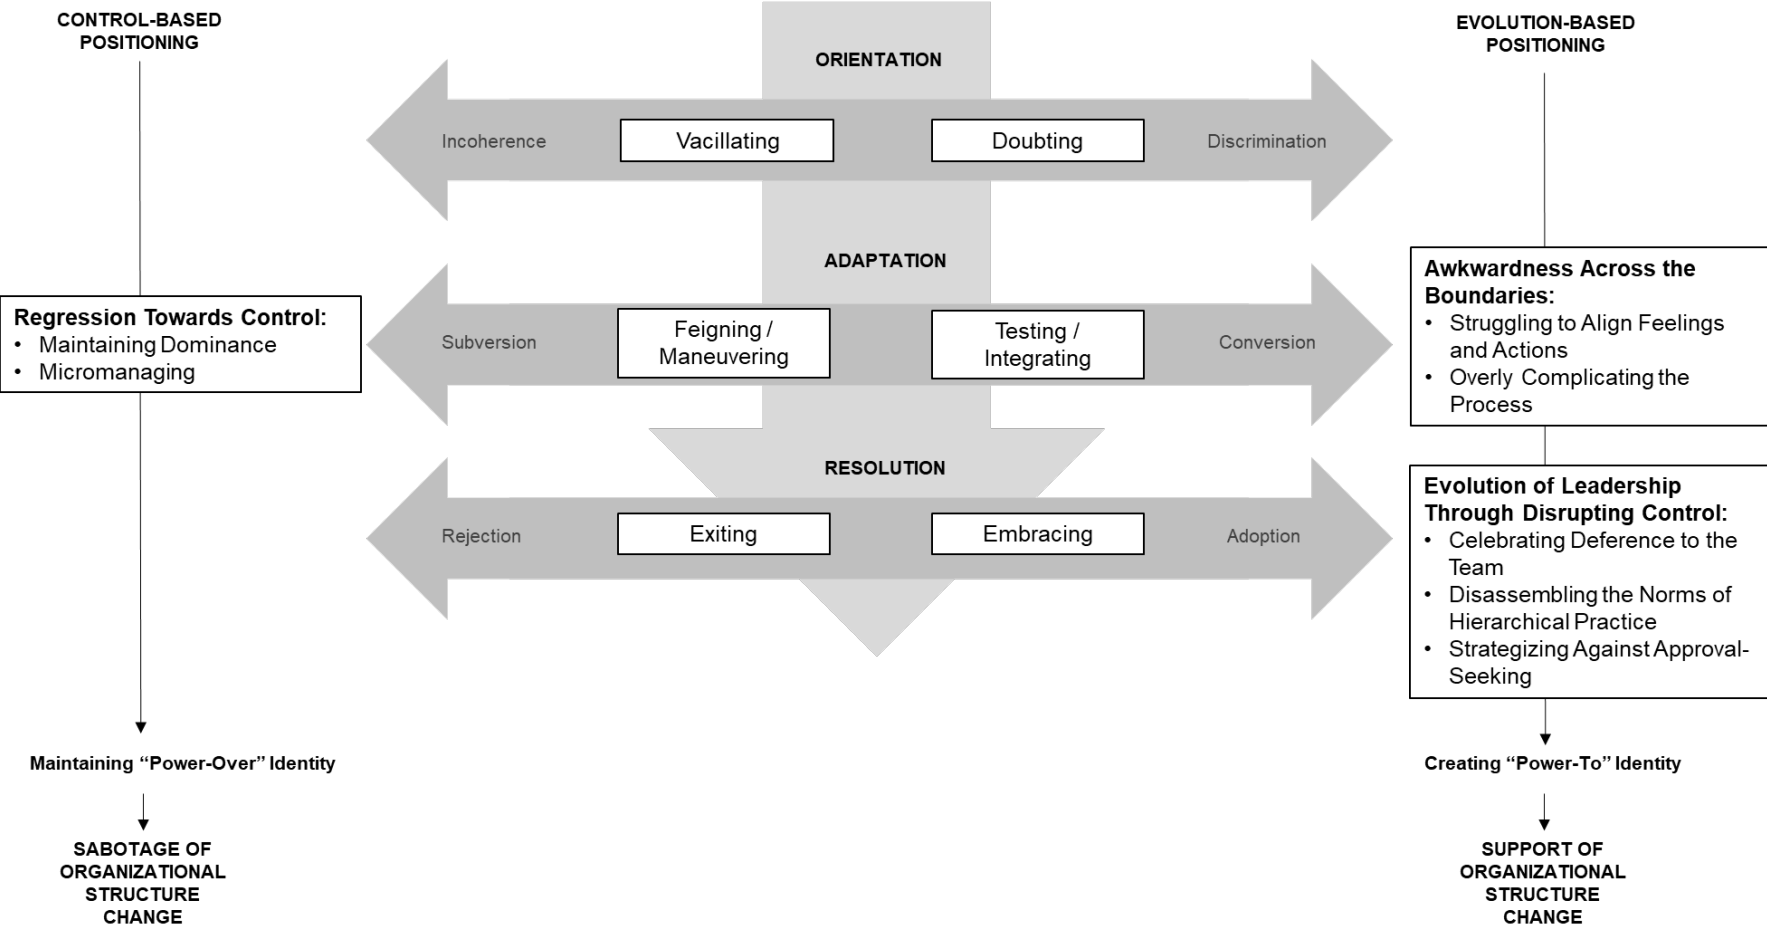 CONTROL-BASED
POSITIONING
EVOLUTION-BASED
POSITIONING
ORIENTATION
Incoherence
Vacillating
Doubting
Discrimination
ADAPTATION
Regression Towards Control:
• Maintaining Dominance
• Micromanaging
Subversion
Feigning /
Maneuvering
Testing /
Integrating
Conversion
Awkwardness Across the
Boundaries:
• Struggling to Align Feelings
and Actions
• Overly Complicating the
Process
RESOLUTION
Rejection
Exiting
Embracing
Adoption
Evolution of Leadership
Through Disrupting Control:
• Celebrating Deference to the
Team
• Disassembling the Norms of
Hierarchical Practice
• Strategizing Against Approval-
Seeking
Maintaining “Power-Over” Identity
Creating “Power-To” Identity
SABOTAGE OF
ORGANIZATIONAL
STRUCTURE
CHANGE
SUPPORT OF
ORGANIZATIONAL
STRUCTURE
CHANGE